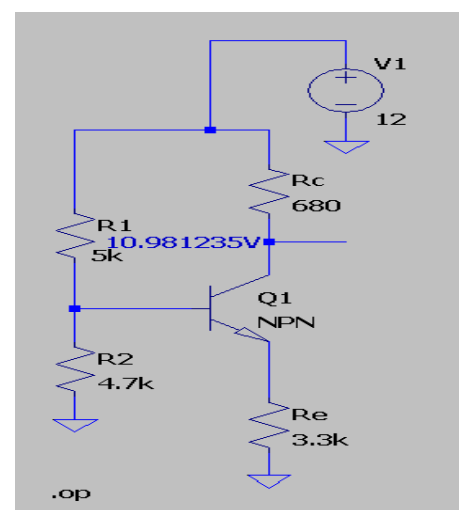 V1
12
Rc
680
R1
10.981235V
5k
Q1
NPN
R2
4.7k
Re
3.3k
.op